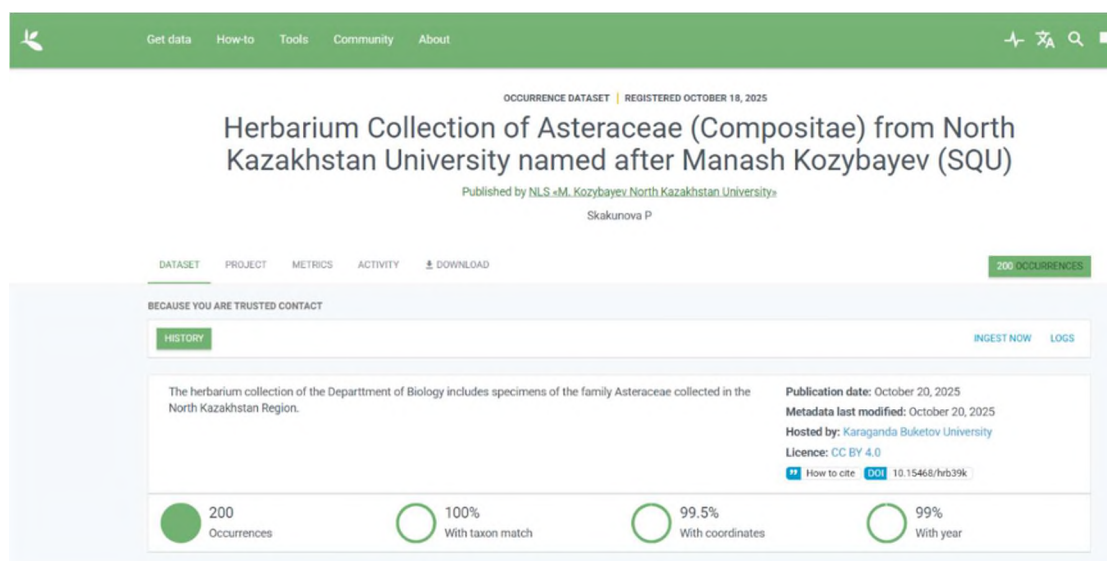 Get data How-to Tools Community About
OCCURRENCE DATASET | REGISTERED OCTOBER 18, 2025
Herbarium Collection of Asteraceae (Compositae) from North
Kazakhstan University named after Manash Kozybayev (SQU)
Published by NLS «M. Kozybayev North Kazakhstan University»
Skakunova P
DATASET PROJECT METRICS ACTIVITY DOWNLOAD
200 OCCURRENCES
BECAUSE YOU ARE TRUSTED CONTACT
HISTORY
INGEST NOW LOGS
The herbarium collection of the Departtment of Biology includes specimens of the family Asteraceae collected in the
North Kazakhstan Region.
Publication date: October 20, 2025
Metadata last modified: October 20, 2025
Hosted by: Karaganda Buketov University
Licence: CC BY 4.0
How to cite DOI 10.15468/hrb39k
200
Occurrences
100%
With taxon match
99.5%
With coordinates
99%
With year